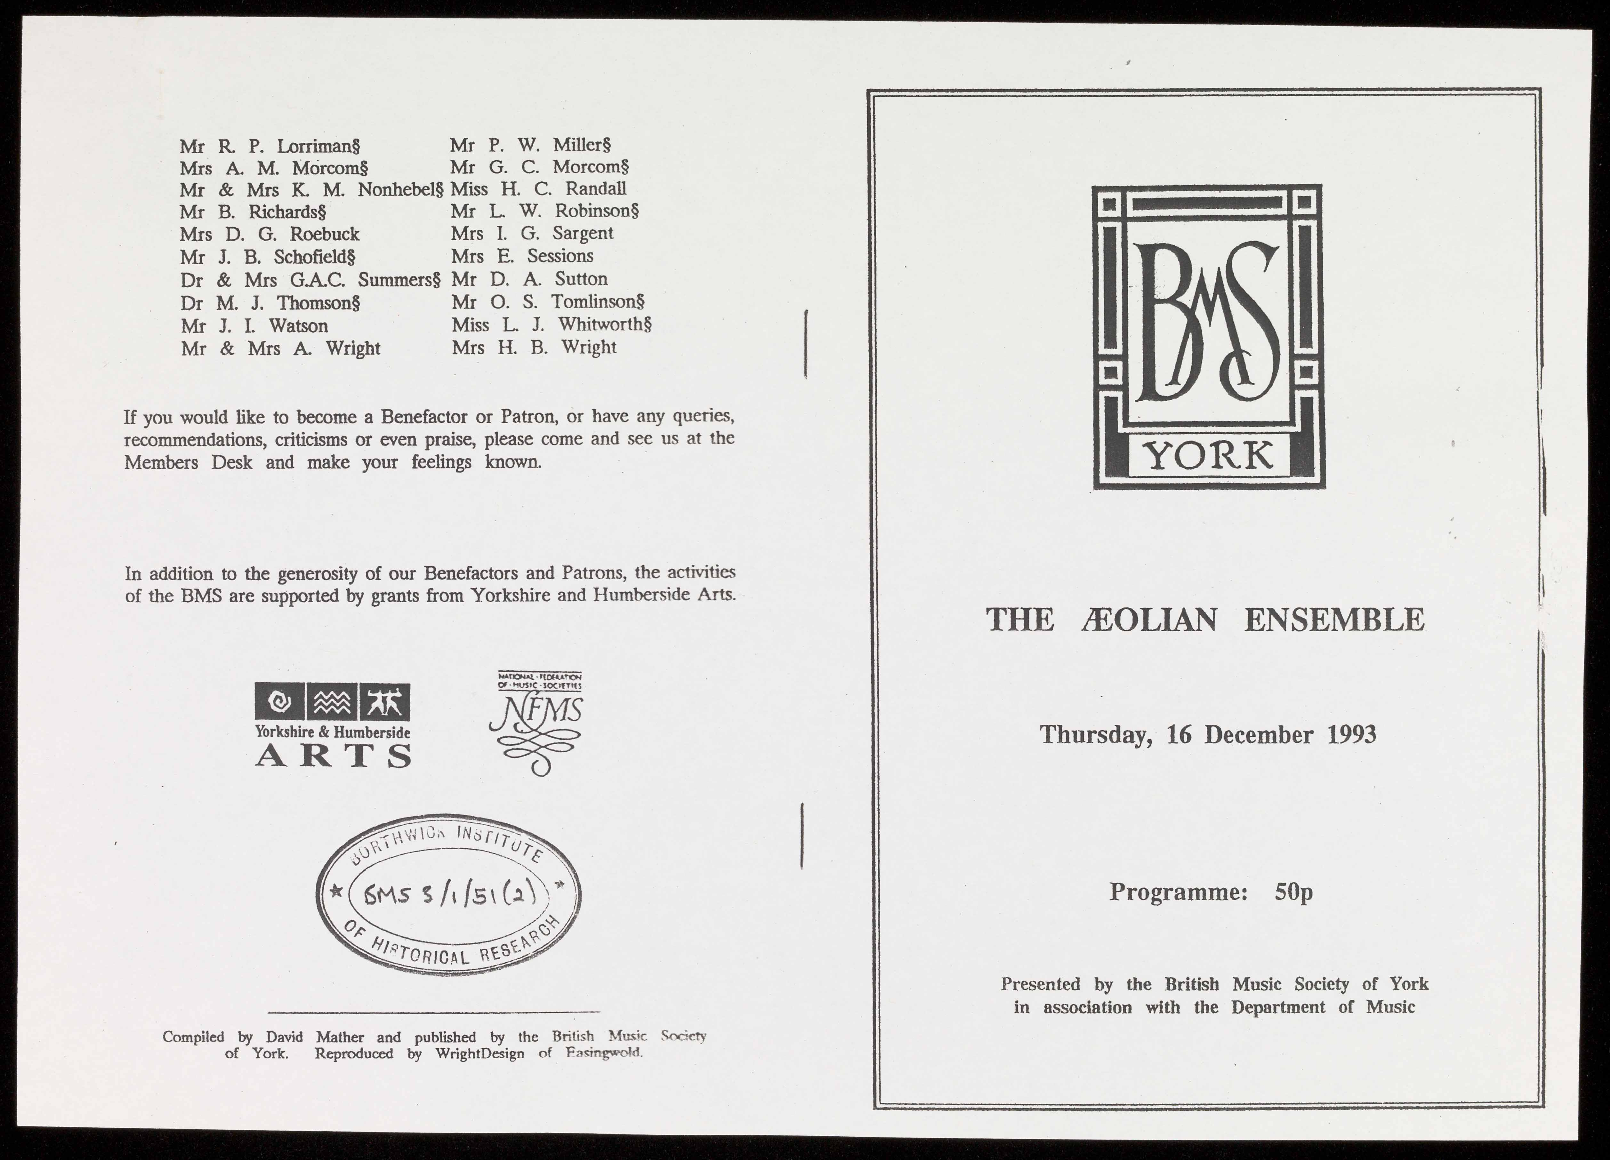 Mr R. P. Lorriman§ Mr P. W. Miller§
Mrs A. M. Morcom§ Mr G. C. Morcom§
Mr & Mrs K. M. Nonhebel§ Miss H. C. Randall
Mr B. Richards§ Mr L. W. Robinson§
Mrs D. G. Roebuck Mrs I. G. Sargent
Mr J. B. Schofield§ Mrs E. Sessions
Dr & Mrs G.A.C. Summers§ Mr D. A. Sutton
Dr M. J. Thomson§ Mr O. S. Tomlinson§
Mr J. I. Watson Miss L. J. Whitworth§
Mr & Mrs A. Wright Mrs H. B. Wright
If you would like to become a Benefactor or Patron, or have any queries,
recommendations, criticisms or even praise, please come and see us at the
Members Desk and make your feelings known.
In addition to the generosity of our Benefactors and Patrons, the activities
of the BMS are supported by grants from Yorkshire and Humberside Arts.
Yorkshire & Humberside
ARTS
NATIONAL · FEDERATION
OF · MUSIC · SOCIETIES
NFMS
BORTHWICK INSTITUTE
BMS 3/1/51(2)
OF HISTORICAL RESEARCH
Compiled by David Mather and published by the British Music Society
of York. Reproduced by WrightDesign of Easingwold.
BMS
YORK
THE ÆOLIAN ENSEMBLE
Thursday, 16 December 1993
Programme: 50p
Presented by the British Music Society of York
in association with the Department of Music